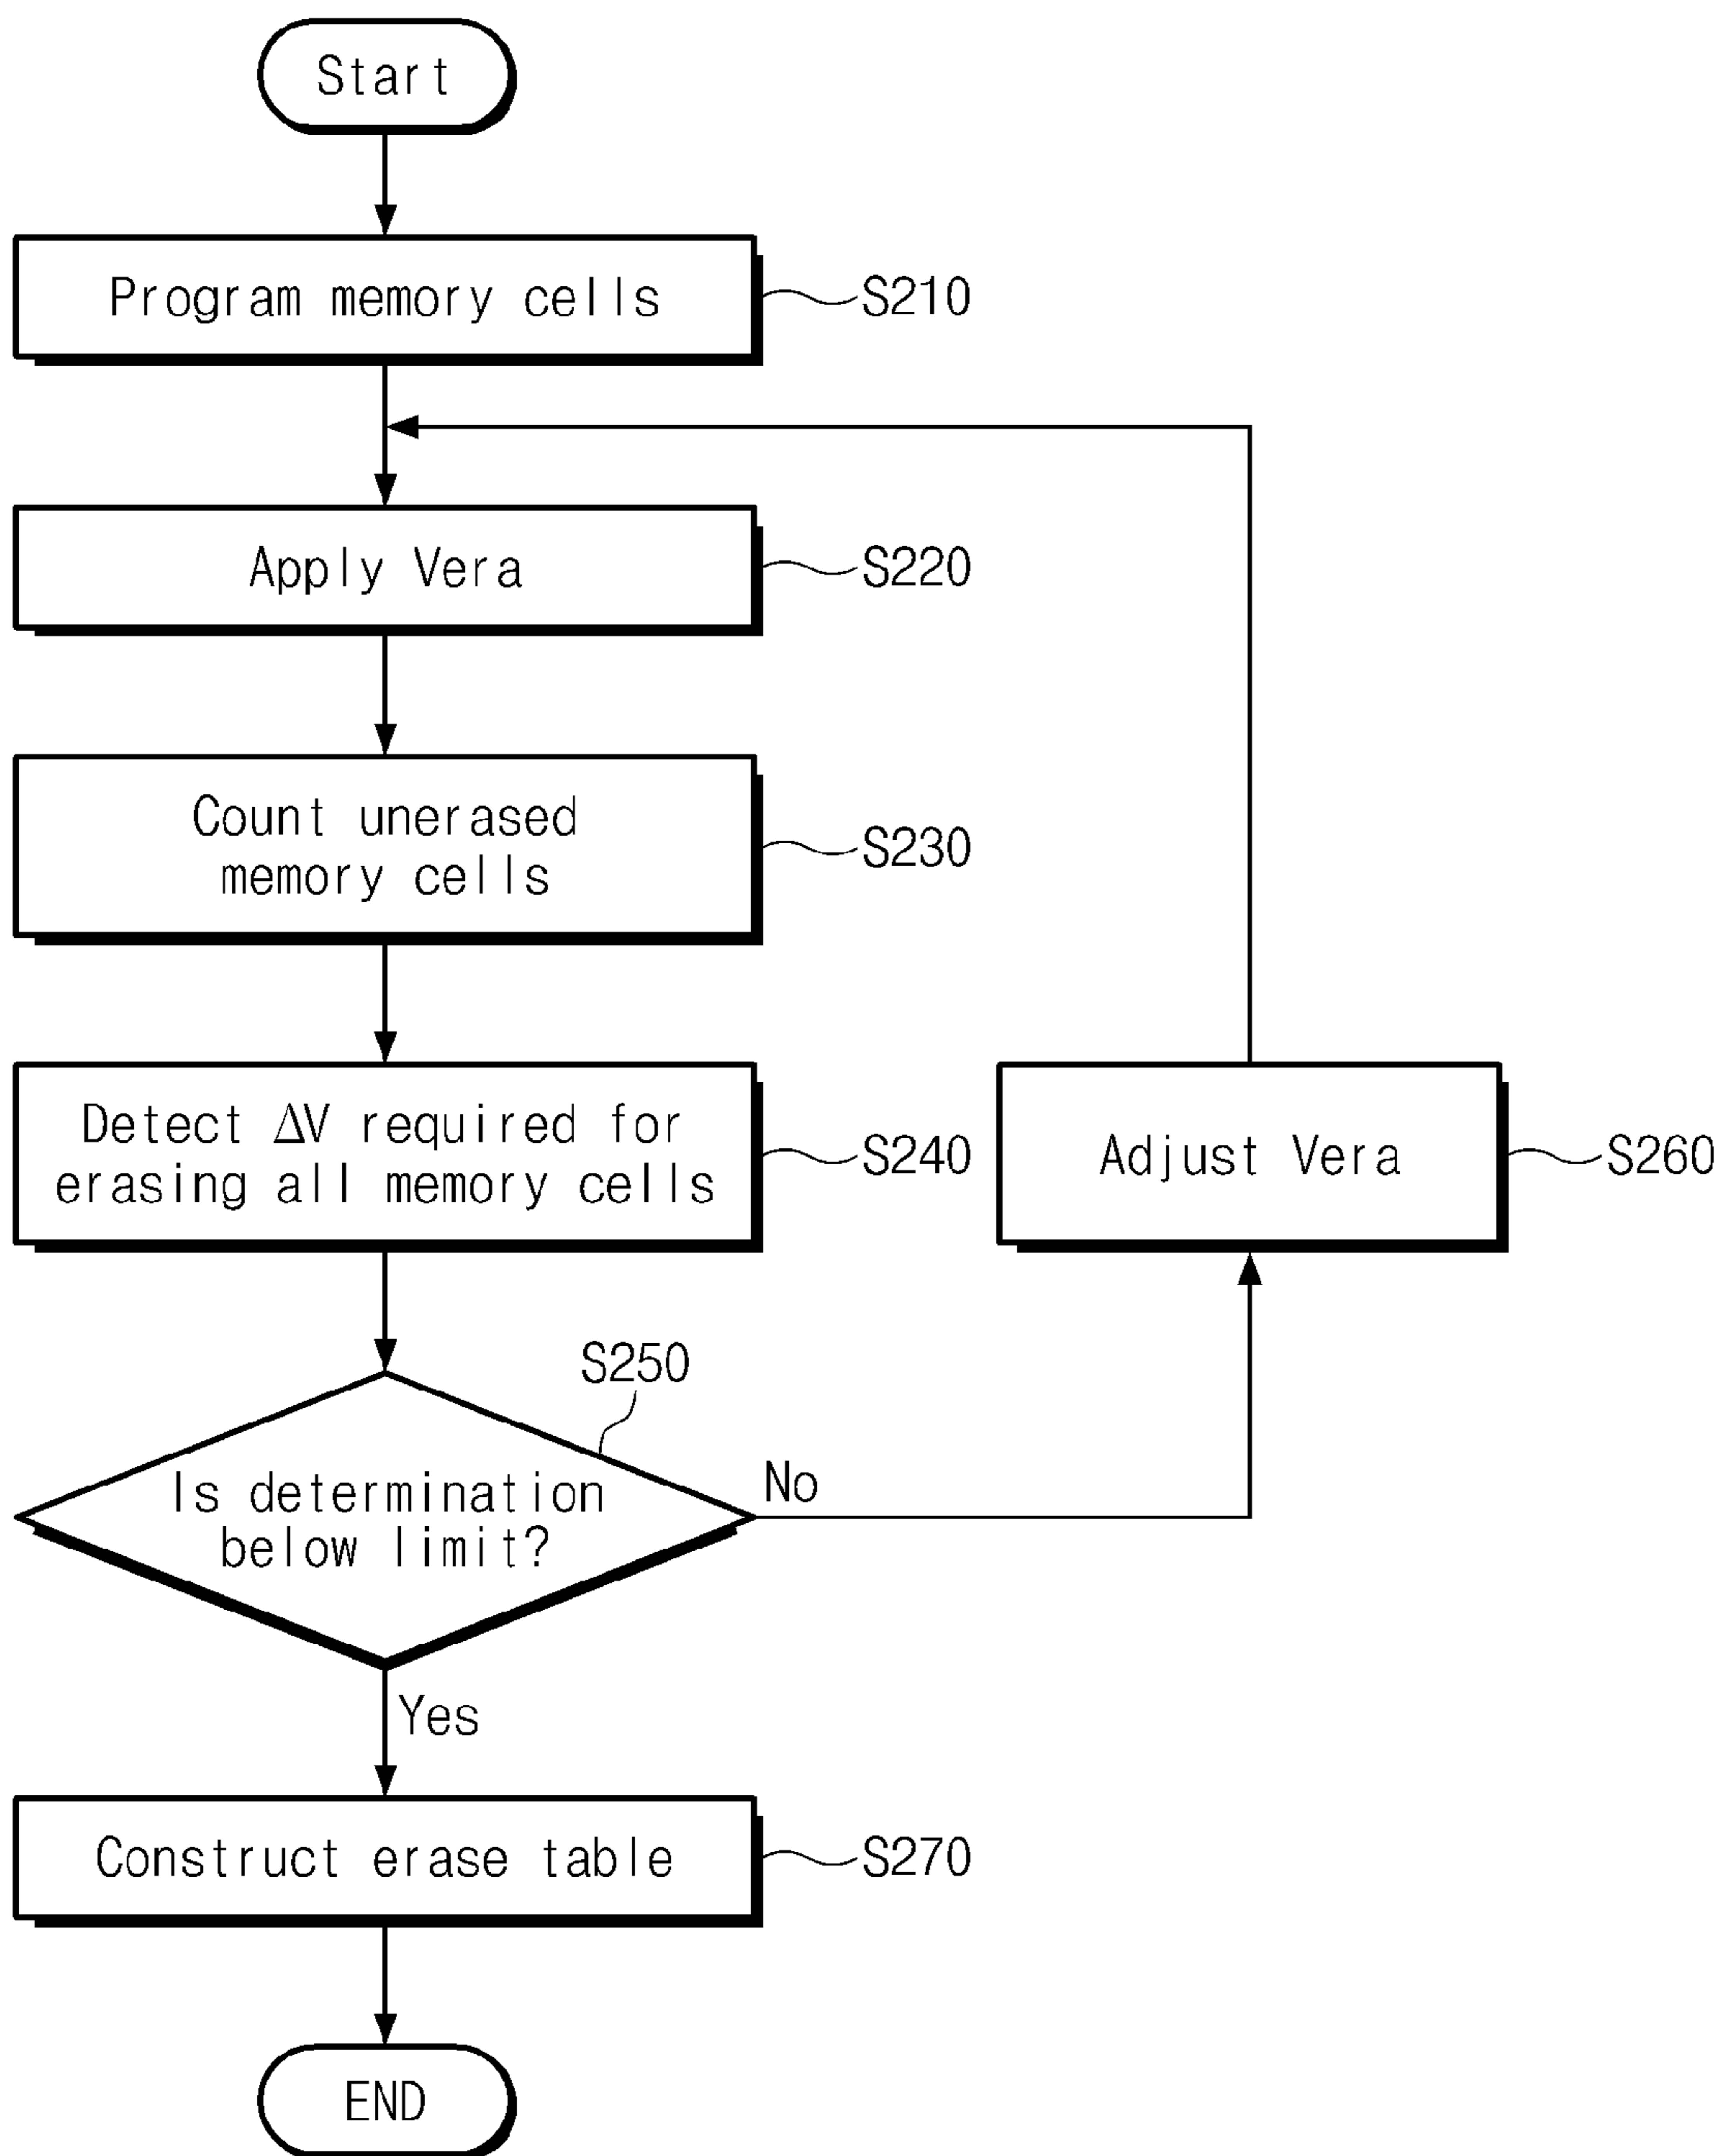 Start
Program memory cells
S210
Apply Vera
S220
Count unerased
memory cells
S230
Detect ΔV required for
erasing all memory cells
S240
Adjust Vera
S260
S250
Is determination
below limit?
No
Yes
Construct erase table
S270
END